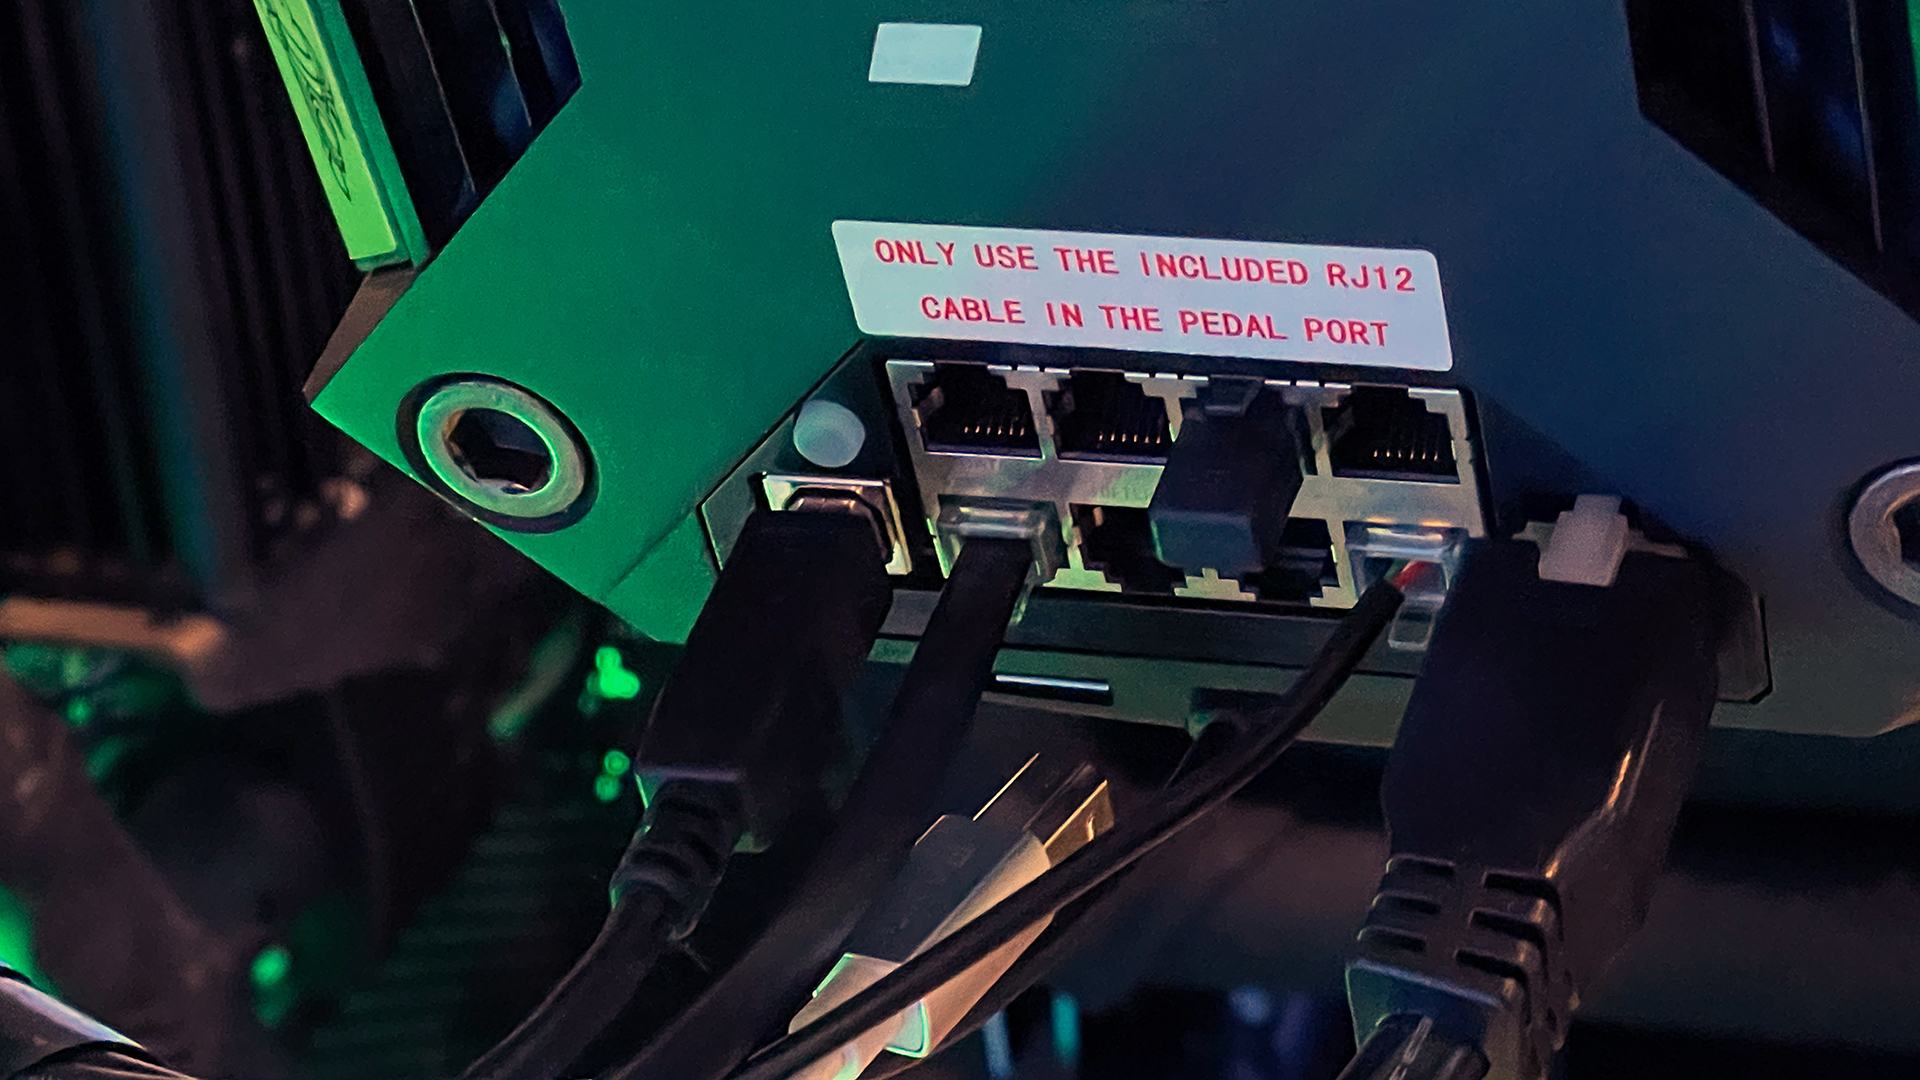 ONLY USE THE INCLUDED RJ12
CABLE IN THE PEDAL PORT